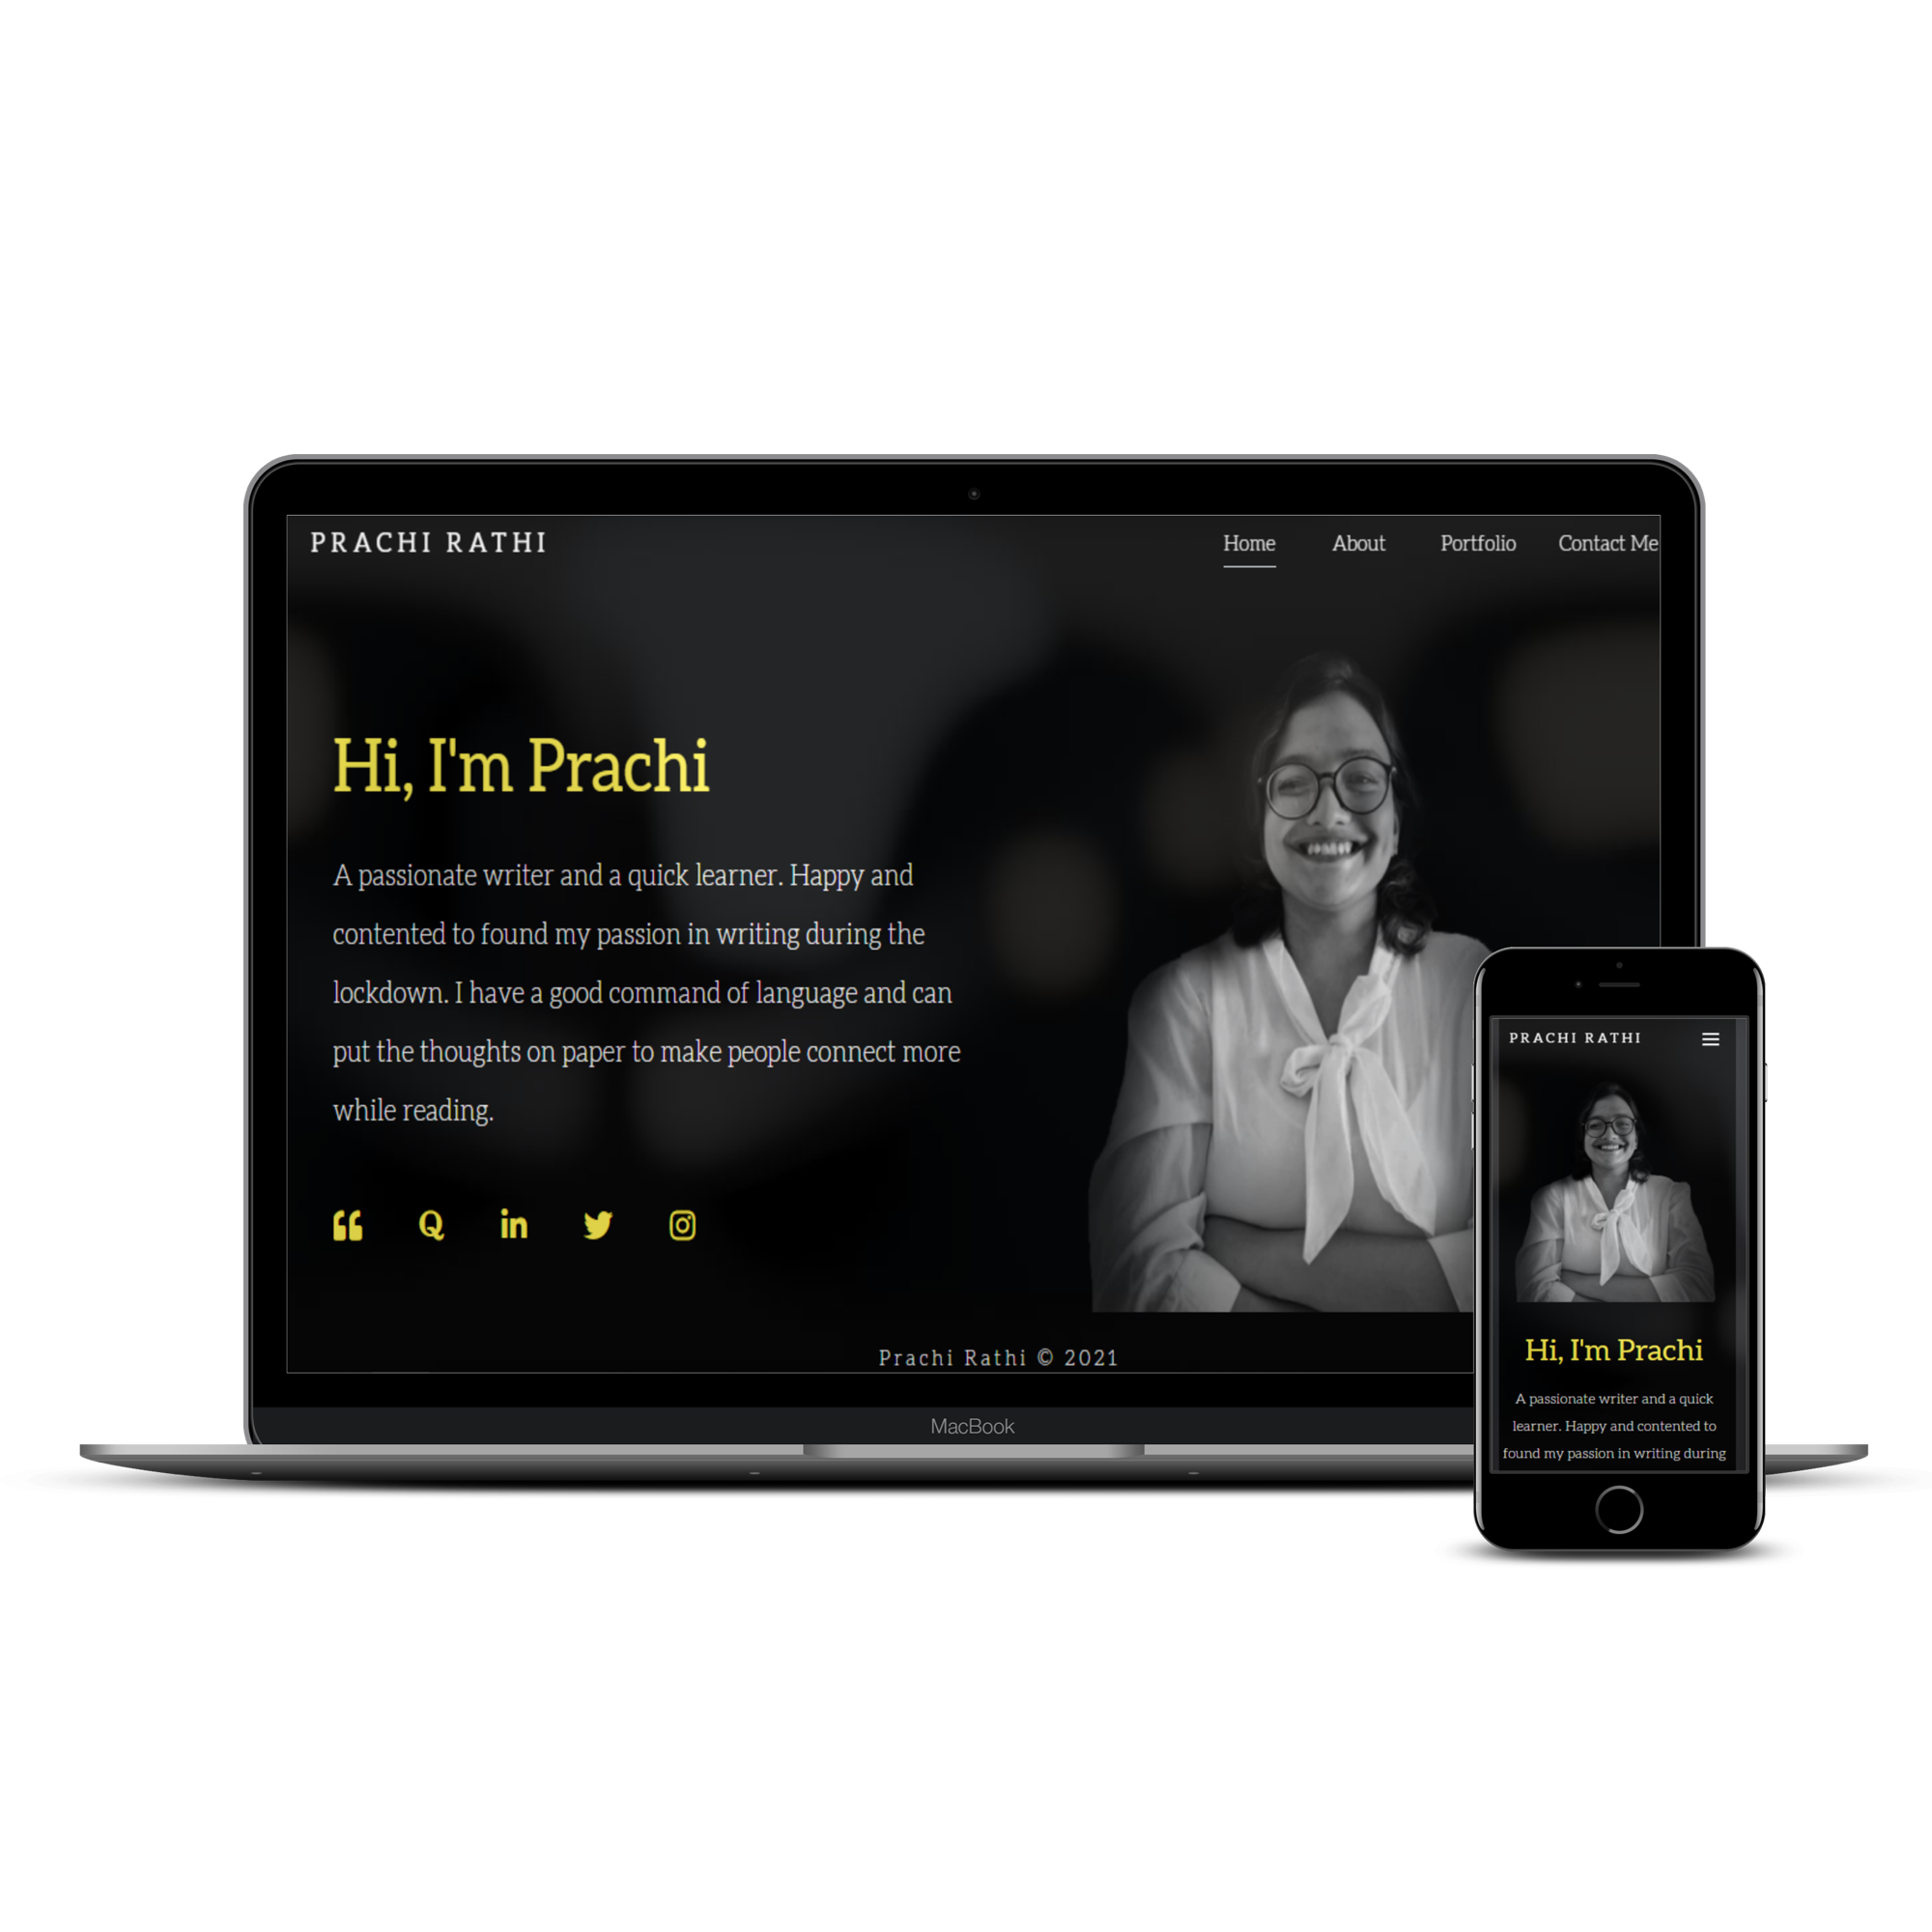 PRACHI RATHI
Home About Portfolio Contact Me
Hi, I'm Prachi
A passionate writer and a quick learner. Happy and
contented to found my passion in writing during the
lockdown. I have a good command of language and can
put the thoughts on paper to make people connect more
while reading.
Prachi Rathi © 2021
MacBook
PRACHI RATHI
Hi, I'm Prachi
A passionate writer and a quick
learner. Happy and contented to
found my passion in writing during